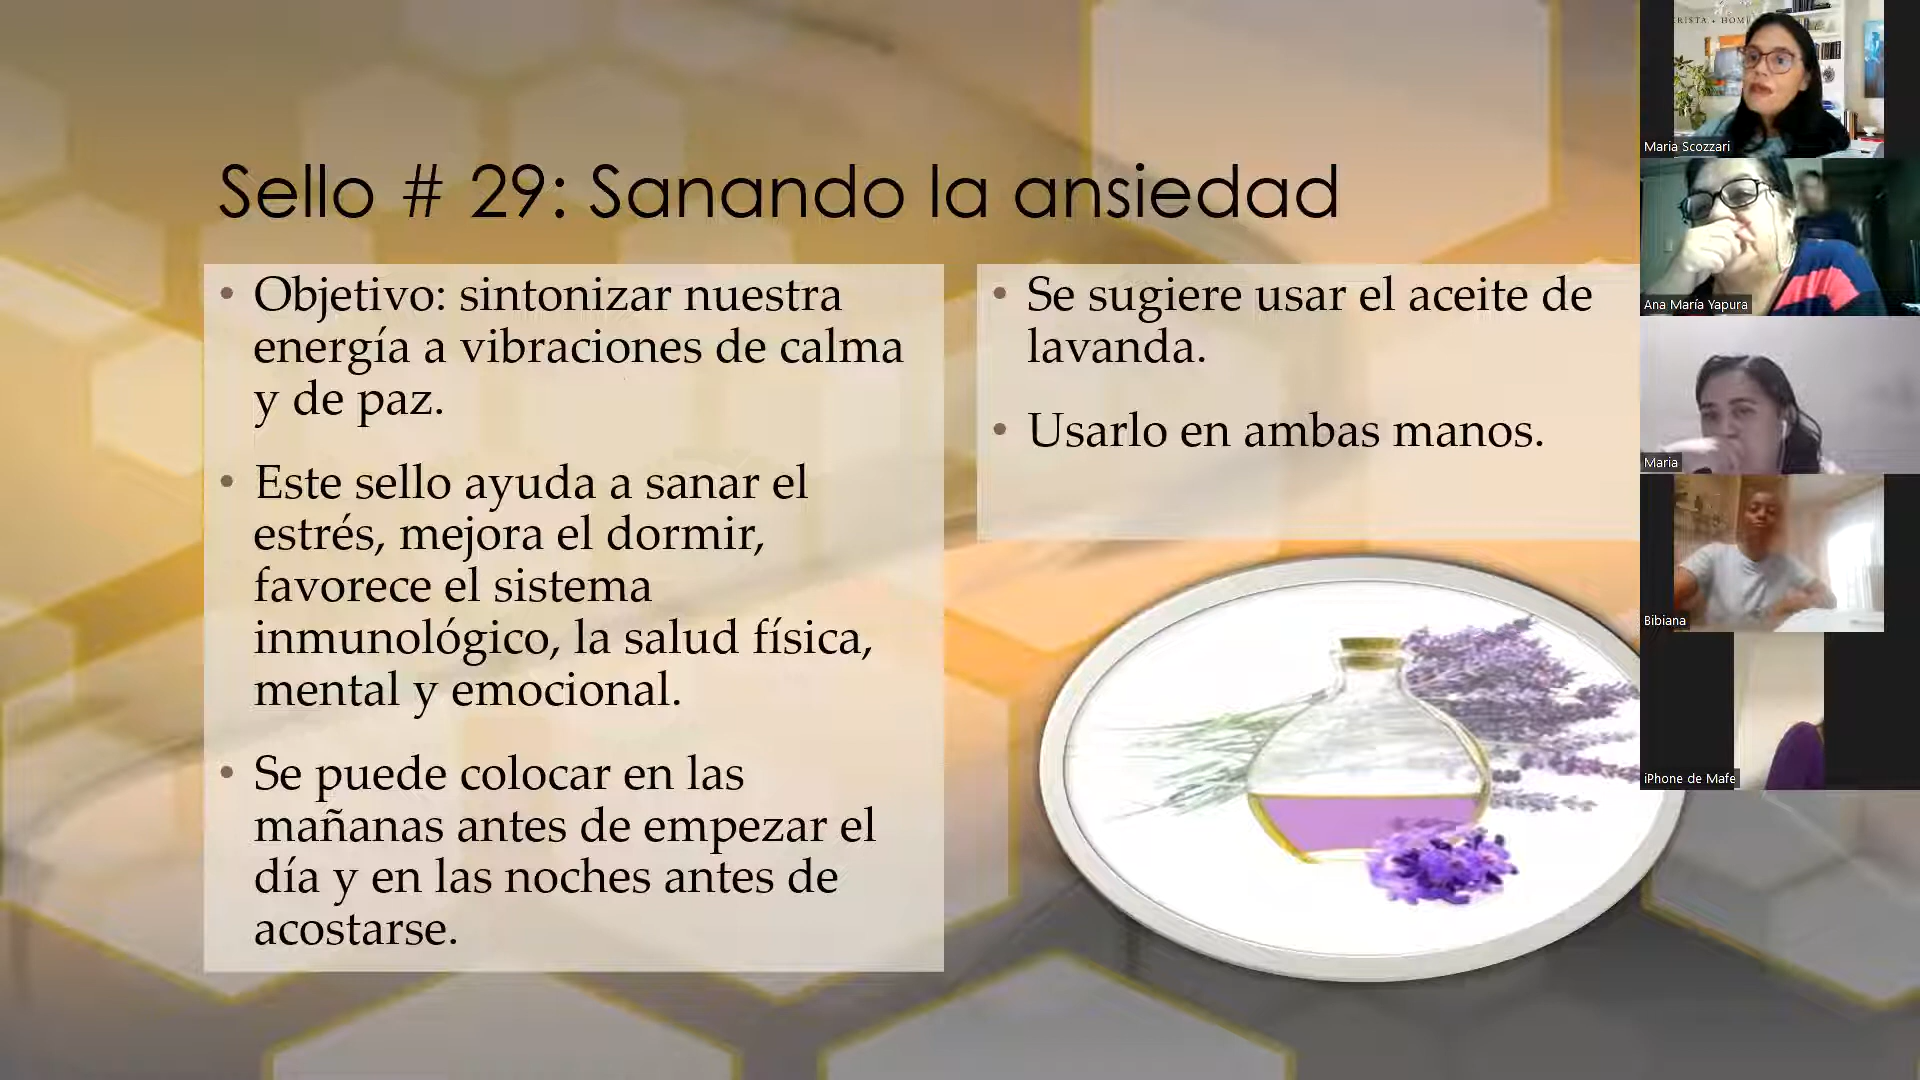 Sello # 29: Sanando la ansiedad
• Objetivo: sintonizar nuestra
energía a vibraciones de calma
y de paz.
• Este sello ayuda a sanar el
estrés, mejora el dormir,
favorece el sistema
inmunológico, la salud física,
mental y emocional.
• Se puede colocar en las
mañanas antes de empezar el
día y en las noches antes de
acostarse.
• Se sugiere usar el aceite de
lavanda.
• Usarlo en ambas manos.
Maria Scozzari
Ana María Yapura
Maria
Bibiana
iPhone de Mafe